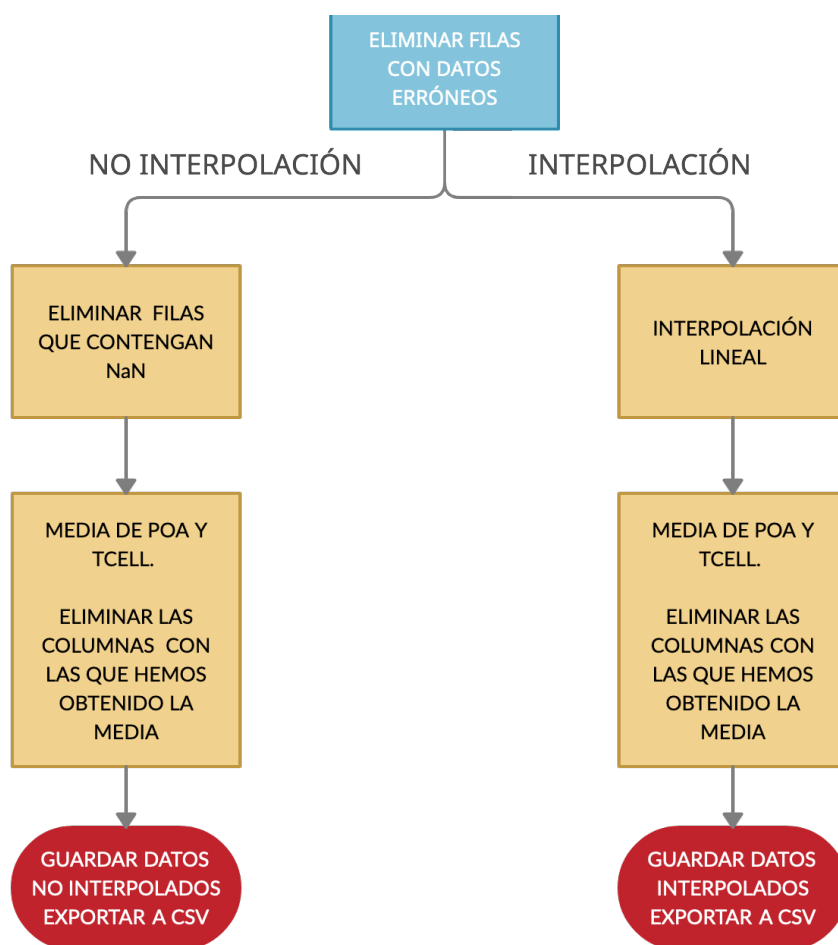 ELIMINAR FILAS
CON DATOS
ERRÓNEOS
NO INTERPOLACIÓN
INTERPOLACIÓN
ELIMINAR FILAS
QUE CONTENGAN
NaN
INTERPOLACIÓN
LINEAL
MEDIA DE POA Y
TCELL.
ELIMINAR LAS
COLUMNAS CON
LAS QUE HEMOS
OBTENIDO LA
MEDIA
MEDIA DE POA Y
TCELL.
ELIMINAR LAS
COLUMNAS CON
LAS QUE HEMOS
OBTENIDO LA
MEDIA
GUARDAR DATOS
NO INTERPOLADOS
EXPORTAR A CSV
GUARDAR DATOS
INTERPOLADOS
EXPORTAR A CSV